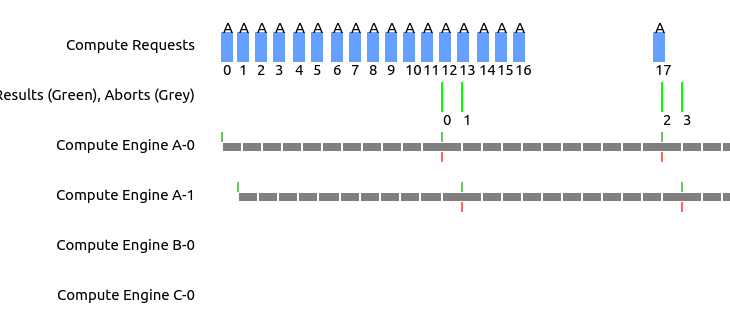 A A A A A A A A A A A A A A A A A A
Compute Requests
0 1 2 3 4 5 6 7 8 9 10 11 12 13 14 15 16 17
Results (Green), Aborts (Grey)
0 1 2 3
Compute Engine A-0
Compute Engine A-1
Compute Engine B-0
Compute Engine C-0